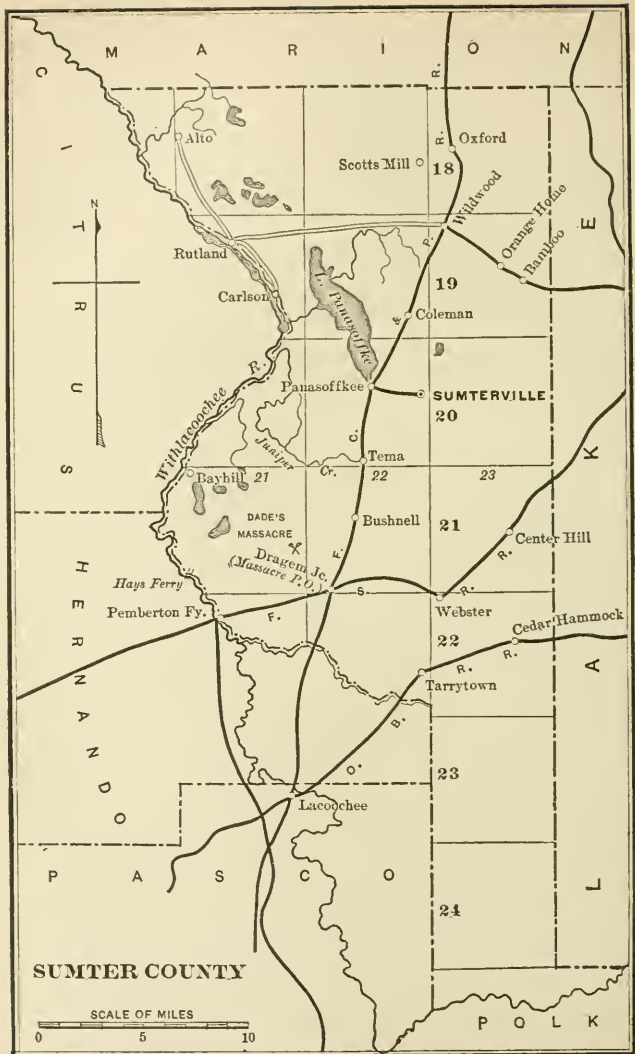 M A R I O N
C I T R U S
R.
R.
Alto
Oxford
Scotts Mill
18
N
Wildwood
Orange Home
Rutland
Bamboo
P.
Carlson
L. Panasoffke
19
&
Coleman
Withlacoochee R.
Panasoffkee
SUMTERVILLE
20
C.
Juniper Cr.
Tema
Bayhill
21
22
23
DADE'S
MASSACRE
Bushnell
21
Center Hill
Dragem Jc.
(Massacre P.O.)
F.
Hays Ferry
S.
R.
R.
Webster
Pemberton Fy.
F.
22
Cedar Hammock
R.
R.
Tarrytown
B.
O.
23
Lacoochee
H E R N A N D O
L A K E
P A S C O
24
SUMTER COUNTY
SCALE OF MILES
0 5 10
P O L K